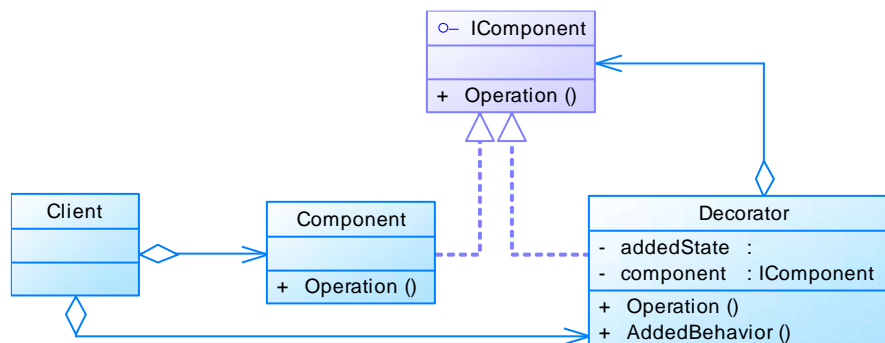 IComponent
+ Operation ()
Client
Component
+ Operation ()
Decorator
- addedState :
- component : IComponent
+ Operation ()
+ AddedBehavior ()